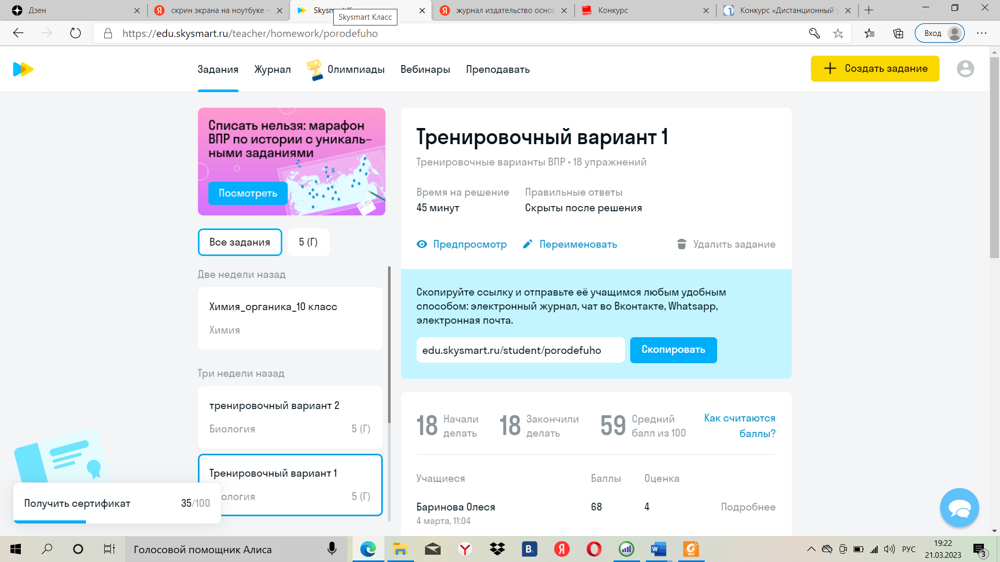 Дзен
скрин экрана на ноутбуке –
Skysmart Класс
журнал издательство осно
Конкурс
Конкурс «Дистанционный у
https://edu.skysmart.ru/teacher/homework/porodefuho
Вход
Задания
Журнал
Олимпиады
Вебинары
Преподавать
Создать задание
Списать нельзя: марафон
ВПР по истории с уникаль-
ными заданиями
Посмотреть
Все задания
5 (Г)
Две недели назад
Химия_органика_10 класс
Химия
Три недели назад
тренировочный вариант 2
Биология 5 (Г)
Тренировочный вариант 1
ология 5 (Г)
Получить сертификат 35/100
Тренировочный вариант 1
Тренировочные варианты ВПР • 18 упражнений
Время на решение
45 минут
Правильные ответы
Скрыты после решения
Предпросмотр
Переименовать
Удалить задание
Скопируйте ссылку и отправьте её учащимся любым удобным
способом: электронный журнал, чат во Вконтакте, Whatsapp,
электронная почта.
edu.skysmart.ru/student/porodefuho
Скопировать
18 Начали
делать
18 Закончили
делать
59 Средний
балл из 100
Как считаются
баллы?
Учащиеся Баллы Оценка
Баринова Олеся 68 4 Подробнее
4 марта, 11:04
Голосовой помощник Алиса
РУС
19:22
21.03.2023
3